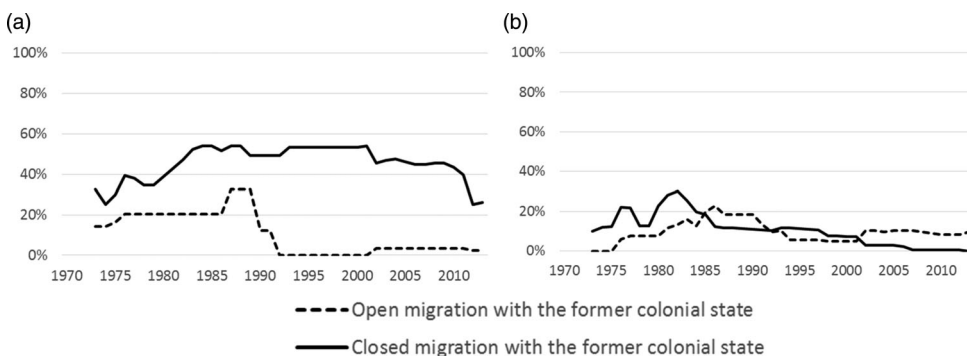 (a)
100%
80%
60%
40%
20%
0%
1970 1975 1980 1985 1990 1995 2000 2005 2010
(b)
100%
80%
60%
40%
20%
0%
1970 1975 1980 1985 1990 1995 2000 2005 2010
Open migration with the former colonial state
Closed migration with the former colonial state